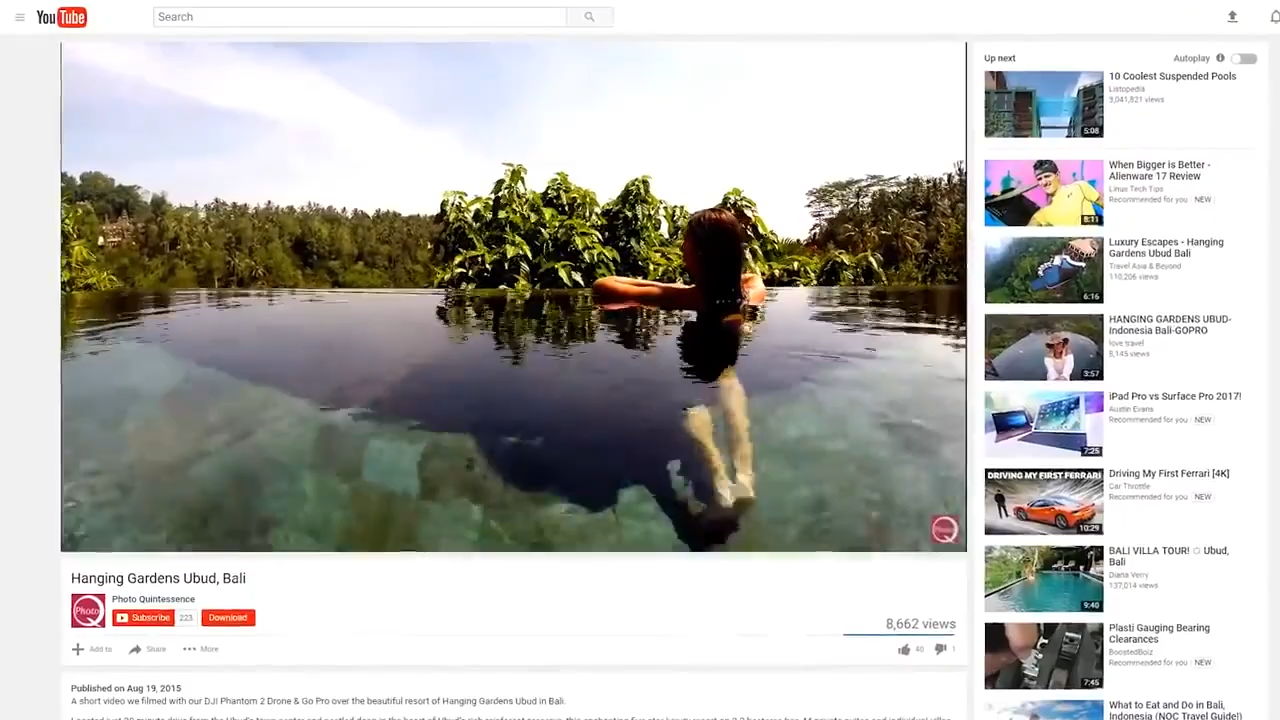 YouTube
Search
Up next
Autoplay
10 Coolest Suspended Pools
Listopedia
3,041,821 views
5:08
When Bigger is Better -
Alienware 17 Review
Linus Tech Tips
Recommended for you NEW
8:11
Luxury Escapes - Hanging
Gardens Ubud Bali
Travel Asia & Beyond
110,206 views
6:16
HANGING GARDENS UBUD-
Indonesia Bali-GOPRO
love travel
8,145 views
3:57
iPad Pro vs Surface Pro 2017!
Austin Evans
Recommended for you NEW
7:25
DRIVING MY FIRST FERRARI
Driving My First Ferrari [4K]
Car Throttle
Recommended for you NEW
10:29
BALI VILLA TOUR! Ubud,
Bali
Diana Verry
137,014 views
9:40
Plasti Gauging Bearing
Clearances
BoostedBoiz
Recommended for you NEW
7:45
What to Eat and Do in Bali,
Indonesia (NOC Travel Guide!)
Photo Q
Hanging Gardens Ubud, Bali
Photo
Photo Quintessence
Subscribe 223 Download
8,662 views
Add to Share More
40 1
Published on Aug 19, 2015
A short video we filmed with our DJI Phantom 2 Drone & Go Pro over the beautiful resort of Hanging Gardens Ubud in Bali.